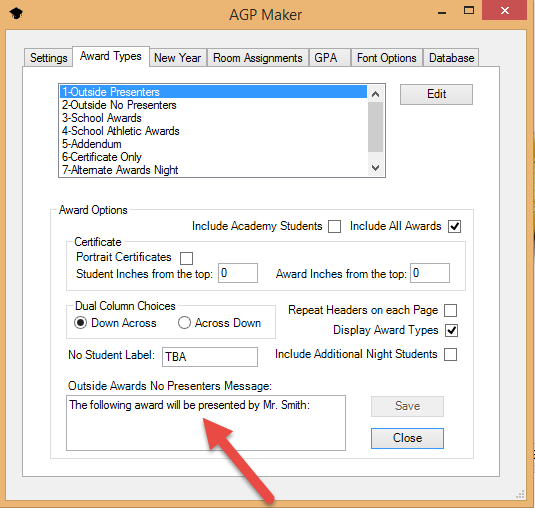 AGP Maker
Settings Award Types New Year Room Assignments GPA Font Options Database
1-Outside Presenters
2-Outside No Presenters
3-School Awards
4-School Athletic Awards
5-Addendum
6-Certificate Only
7-Alternate Awards Night
Edit
Award Options
Include Academy Students Include All Awards
Certificate
Portrait Certificates
Student Inches from the top: 0 Award Inches from the top: 0
Dual Column Choices
Down Across Across Down
Repeat Headers on each Page
Display Award Types
No Student Label: TBA
Include Additional Night Students
Outside Awards No Presenters Message:
The following award will be presented by Mr. Smith:
Save
Close